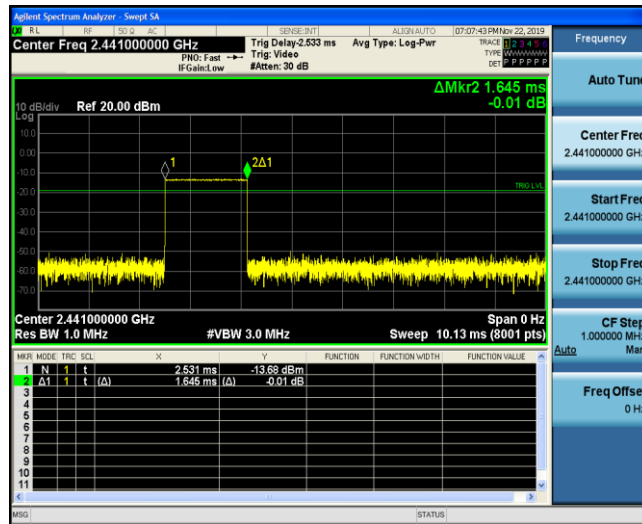 Agilent Spectrum Analyzer - Swept SA
RL RF 50 Ω AC SENSE:INT ALIGN AUTO 07:07:43 PM Nov 22, 2019
Center Freq 2.441000000 GHz
PNO: Fast
IFGain:Low
Trig Delay-2.533 ms
Trig: Video
#Atten: 30 dB
Avg Type: Log-Pwr
TRACE 1 2 3 4 5 6
TYPE WWWWWW
DET P P P P P P
ΔMkr2 1.645 ms
-0.01 dB
10 dB/div Ref 20.00 dBm
Log
10.0
0.00
-10.0
-20.0
-30.0
-40.0
-50.0
-60.0
-70.0
1
2Δ1
TRIG LVL
Center 2.441000000 GHz Span 0 Hz
Res BW 1.0 MHz #VBW 3.0 MHz Sweep 10.13 ms (8001 pts)
MKR MODE TRC SCL X Y FUNCTION FUNCTION WIDTH FUNCTION VALUE
1 N 1 t 2.531 ms -13.68 dBm
2 Δ1 1 t (Δ) 1.645 ms (Δ) -0.01 dB
3
4
5
6
7
8
9
10
11
MSG STATUS
Frequency
Auto Tune
Center Freq
2.441000000 GHz
Start Freq
2.441000000 GHz
Stop Freq
2.441000000 GHz
CF Step
1.000000 MHz
Auto Man
Freq Offset
0 Hz